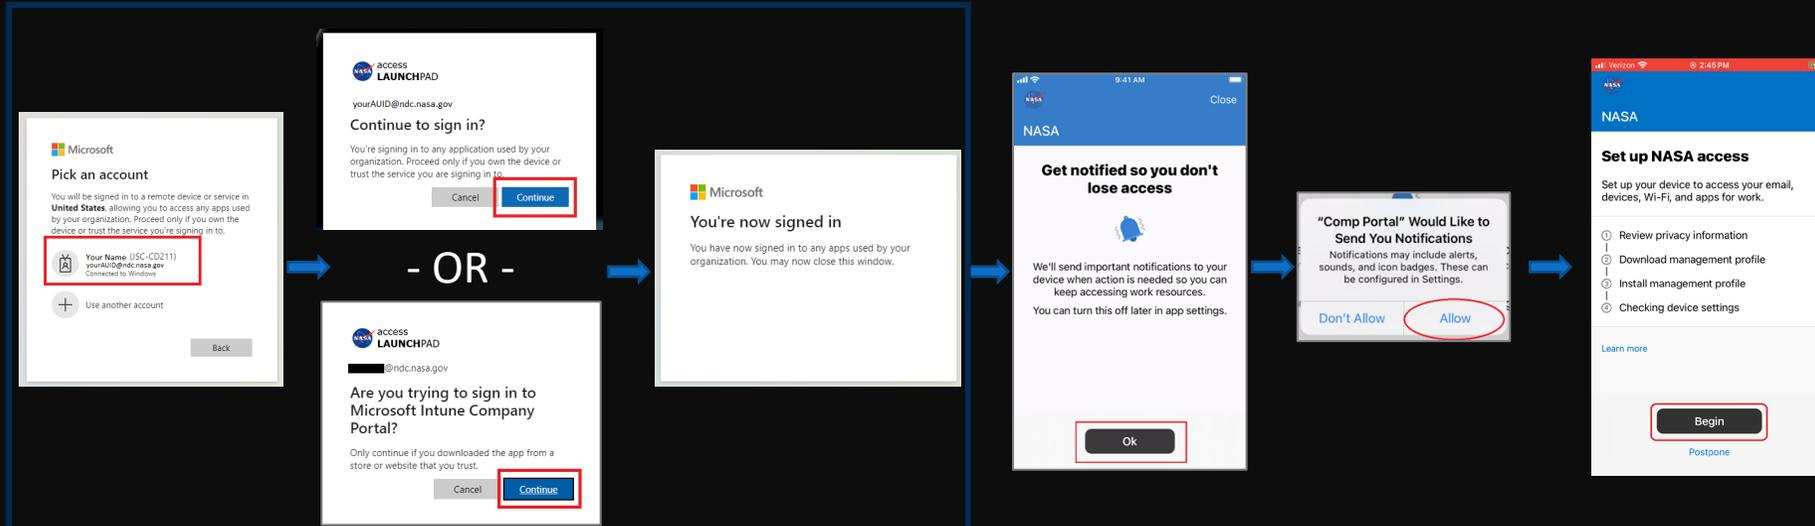 Microsoft
Pick an account
You will be signed in to a remote device or service in
United States, allowing you to access any apps used
by your organization. Proceed only if you own the
device or trust the service you're signing in to.
Your Name (JSC-CD211)
yourAUID@ndc.nasa.gov
Connected to Windows
Use another account
Back
NASA
access
LAUNCHPAD
yourAUID@ndc.nasa.gov
Continue to sign in?
You're signing in to any application used by your
organization. Proceed only if you own the device or
trust the service you are signing in to.
Cancel
Continue
- OR -
NASA
access
LAUNCHPAD
@ndc.nasa.gov
Are you trying to sign in to
Microsoft Intune Company
Portal?
Only continue if you downloaded the app from a
store or website that you trust.
Cancel
Continue
Microsoft
You're now signed in
You have now signed in to any apps used by your
organization. You may now close this window.
9:41 AM
NASA
Close
NASA
Get notified so you don't
lose access
We'll send important notifications to your
device when action is needed so you can
keep accessing work resources.
You can turn this off later in app settings.
Ok
“Comp Portal” Would Like to
Send You Notifications
Notifications may include alerts,
sounds, and icon badges. These can
be configured in Settings.
Don't Allow
Allow
Verizon
2:45 PM
NASA
NASA
Set up NASA access
Set up your device to access your email,
devices, Wi-Fi, and apps for work.
1 Review privacy information
2 Download management profile
3 Install management profile
4 Checking device settings
Learn more
Begin
Postpone